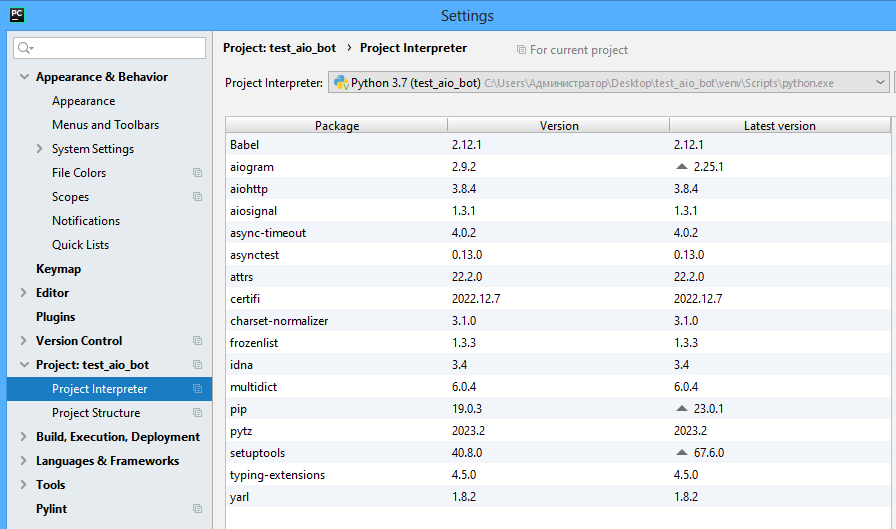 PC
Settings
Appearance & Behavior
Appearance
Menus and Toolbars
System Settings
File Colors
Scopes
Notifications
Quick Lists
Keymap
Editor
Plugins
Version Control
Project: test_aio_bot
Project Interpreter
Project Structure
Build, Execution, Deployment
Languages & Frameworks
Tools
Pylint
Project: test_aio_bot › Project Interpreter For current project
Project Interpreter: Python 3.7 (test_aio_bot) C:\Users\Администратор\Desktop\test_aio_bot\venv\Scripts\python.exe
Package Version Latest version
Babel 2.12.1 2.12.1
aiogram 2.9.2 2.25.1
aiohttp 3.8.4 3.8.4
aiosignal 1.3.1 1.3.1
async-timeout 4.0.2 4.0.2
asynctest 0.13.0 0.13.0
attrs 22.2.0 22.2.0
certifi 2022.12.7 2022.12.7
charset-normalizer 3.1.0 3.1.0
frozenlist 1.3.3 1.3.3
idna 3.4 3.4
multidict 6.0.4 6.0.4
pip 19.0.3 23.0.1
pytz 2023.2 2023.2
setuptools 40.8.0 67.6.0
typing-extensions 4.5.0 4.5.0
yarl 1.8.2 1.8.2